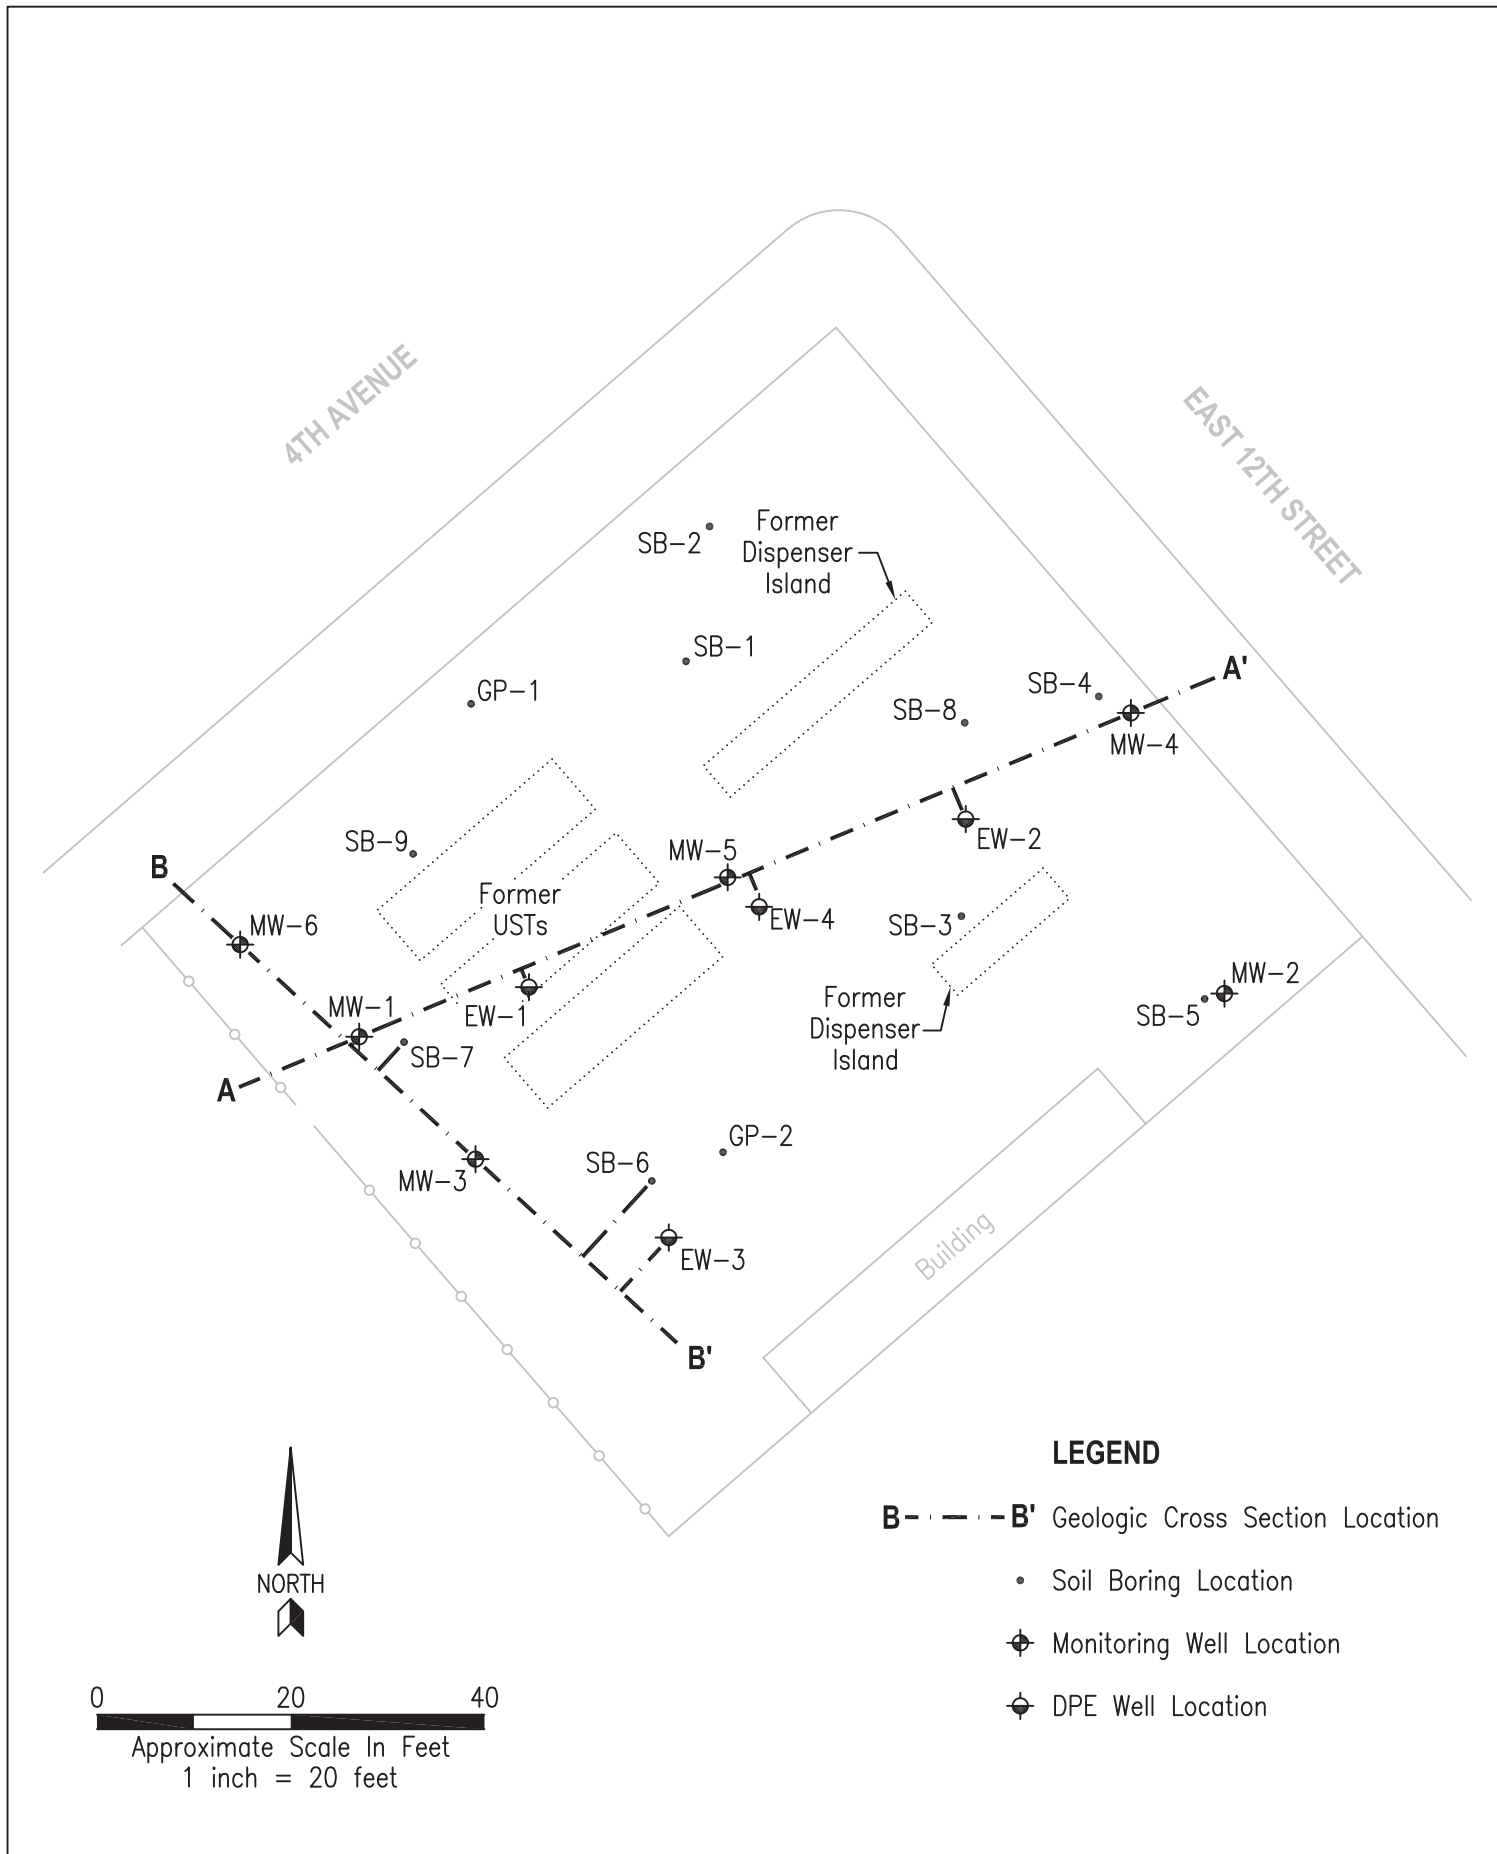 4TH AVENUE
EAST 12TH STREET
SB-2
Former
Dispenser
Island
SB-1
GP-1
SB-4
A'
SB-8
MW-4
SB-9
MW-5
EW-2
B
Former
USTs
EW-4
SB-3
MW-6
MW-2
MW-1
EW-1
Former
Dispenser
Island
SB-5
SB-7
A
GP-2
SB-6
MW-3
EW-3
Building
B'
LEGEND
B B' Geologic Cross Section Location
Soil Boring Location
Monitoring Well Location
DPE Well Location
NORTH
0 20 40
Approximate Scale In Feet
1 inch = 20 feet